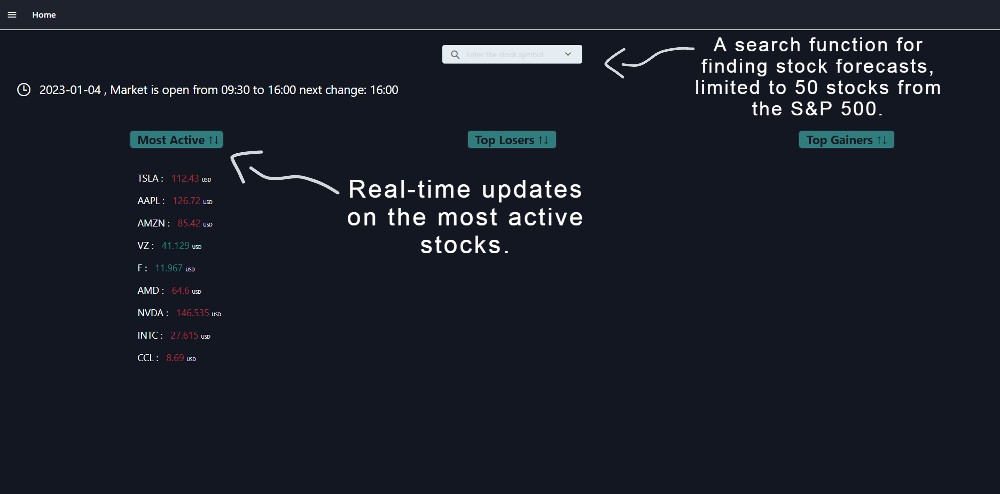 Home
A search function for
finding stock forecasts,
limited to 50 stocks from
the S&P 500.
Enter the stock symbol
2023-01-04 , Market is open from 09:30 to 16:00 next change: 16:00
Most Active ↑↓
Top Losers ↑↓
Top Gainers ↑↓
TSLA : 112.43 USD
AAPL : 126.72 USD
AMZN : 85.42 USD
VZ : 41.129 USD
F : 11.967 USD
AMD : 64.6 USD
NVDA : 146.535 USD
INTC : 27.615 USD
CCL : 8.69 USD
Real-time updates
on the most active
stocks.